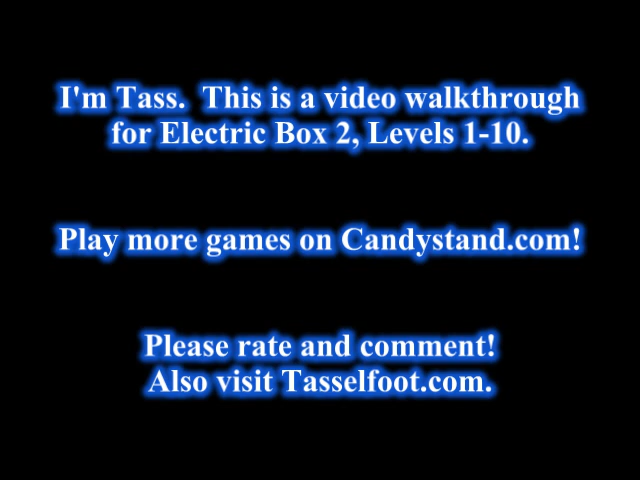 I'm Tass.  This is a video walkthrough
for Electric Box 2, Levels 1-10.
Play more games on Candystand.com!
Please rate and comment!
Also visit Tasselfoot.com.